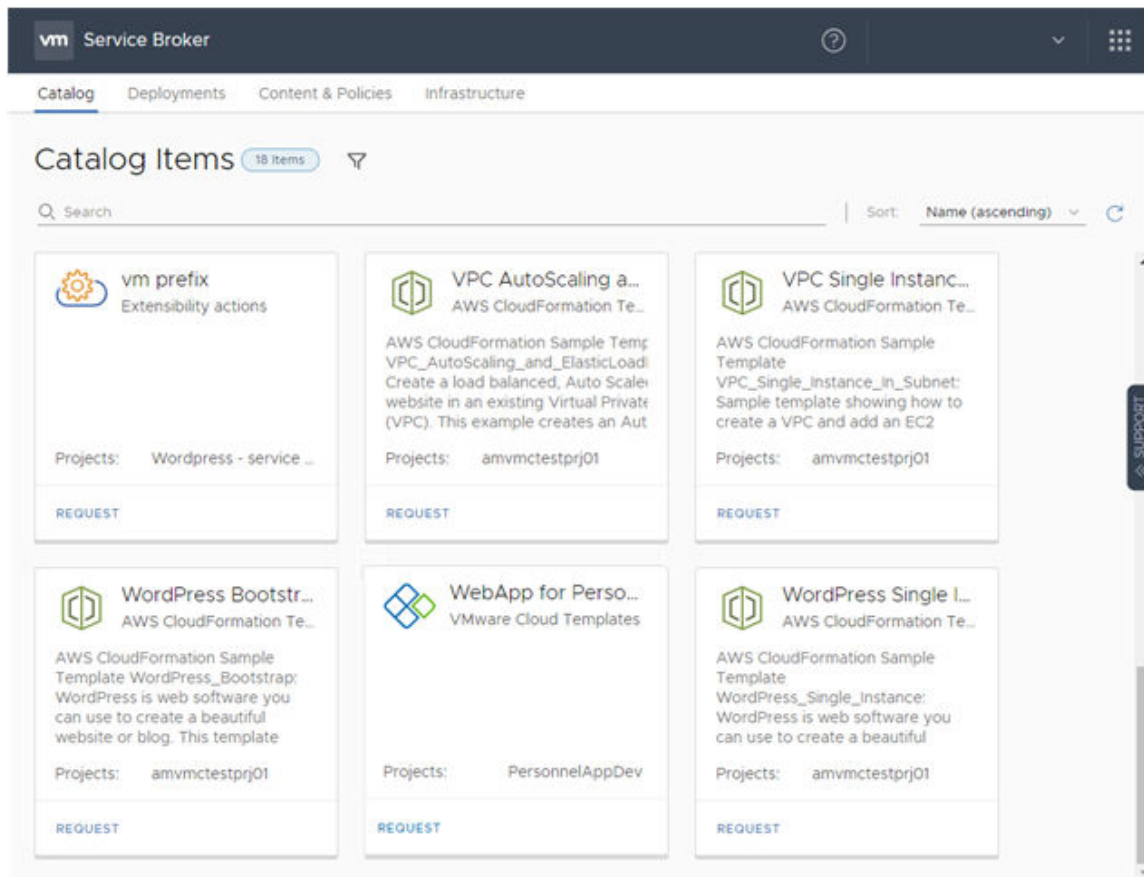 vm Service Broker
Catalog Deployments Content & Policies Infrastructure
Catalog Items 18 items
Search
Sort: Name (ascending)
vm prefix
Extensibility actions
Projects: Wordpress - service ...
REQUEST
VPC AutoScaling a...
AWS CloudFormation Te...
AWS CloudFormation Sample Temp
VPC_AutoScaling_and_ElasticLoadI
Create a load balanced, Auto Scale
website in an existing Virtual Private
(VPC). This example creates an Aut
Projects: amvmctestprj01
REQUEST
VPC Single Instanc...
AWS CloudFormation Te...
AWS CloudFormation Sample
Template
VPC_Single_Instance_In_Subnet:
Sample template showing how to
create a VPC and add an EC2
Projects: amvmctestprj01
REQUEST
SUPPORT
WordPress Bootstr...
AWS CloudFormation Te...
AWS CloudFormation Sample
Template WordPress_Bootstrap:
WordPress is web software you
can use to create a beautiful
website or blog. This template
Projects: amvmctestprj01
REQUEST
WebApp for Perso...
VMware Cloud Templates
Projects: PersonnelAppDev
REQUEST
WordPress Single I...
AWS CloudFormation Te...
AWS CloudFormation Sample
Template
WordPress_Single_Instance:
WordPress is web software you
can use to create a beautiful
Projects: amvmctestprj01
REQUEST